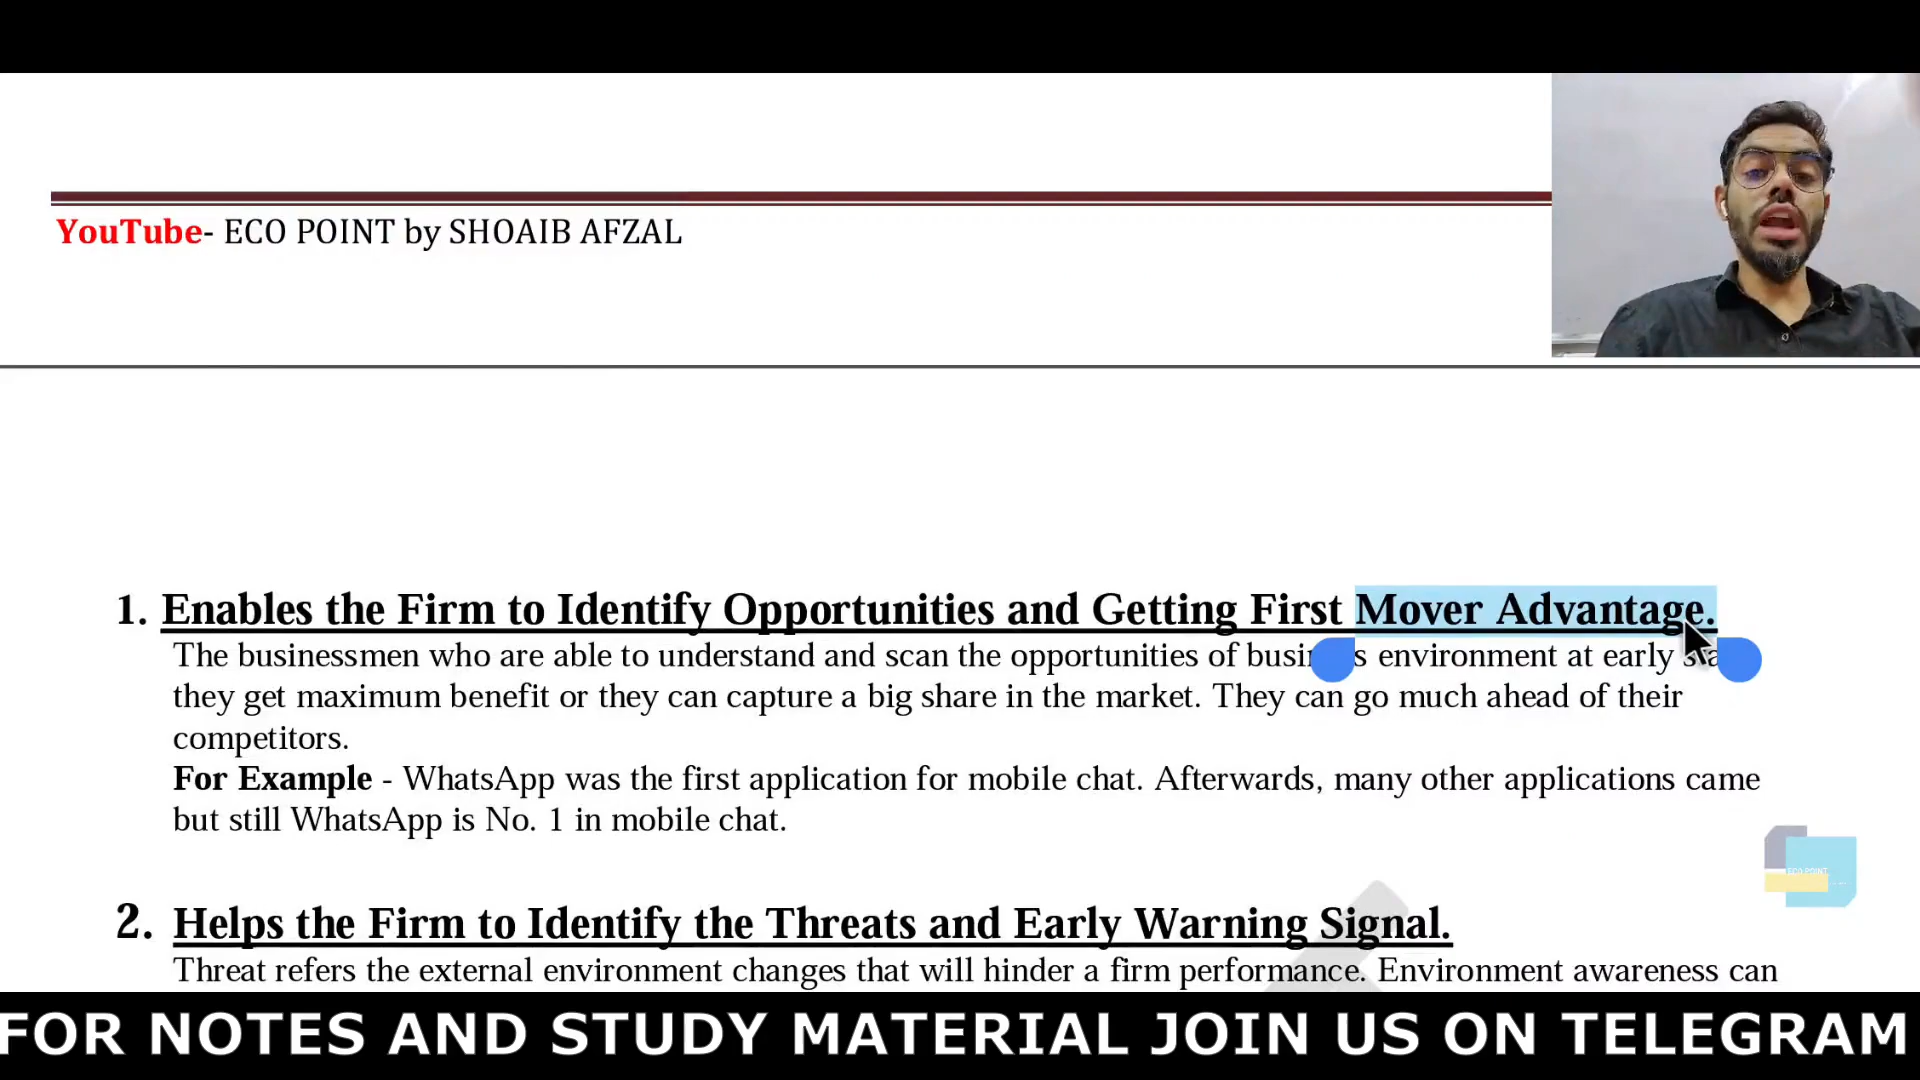 YouTube- ECO POINT by SHOAIB AFZAL
1. Enables the Firm to Identify Opportunities and Getting First Mover Advantage.
The businessmen who are able to understand and scan the opportunities of business environment at early
they get maximum benefit or they can capture a big share in the market. They can go much ahead of their
competitors.
For Example - WhatsApp was the first application for mobile chat. Afterwards, many other applications came
but still WhatsApp is No. 1 in mobile chat.
ECO POINT
2. Helps the Firm to Identify the Threats and Early Warning Signal.
Threat refers the external environment changes that will hinder a firm performance. Environment awareness can
FOR NOTES AND STUDY MATERIAL JOIN US ON TELEGRAM